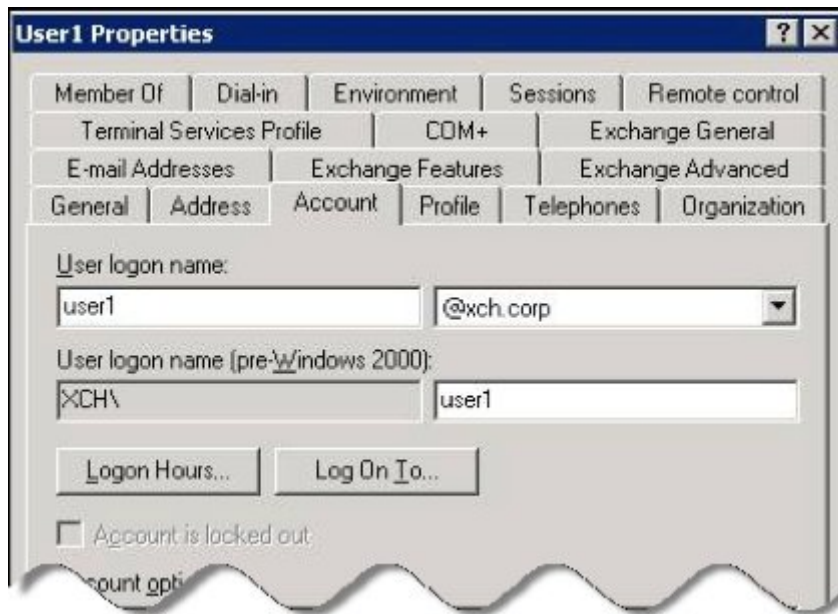 User1 Properties ? ×
Member Of Dial-in Environment Sessions Remote control
Terminal Services Profile COM+ Exchange General
E-mail Addresses Exchange Features Exchange Advanced
General Address Account Profile Telephones Organization
User logon name:
user1 @xch.corp
User logon name (pre-Windows 2000):
XCH\ user1
Logon Hours... Log On To...
Account is locked out
count opti